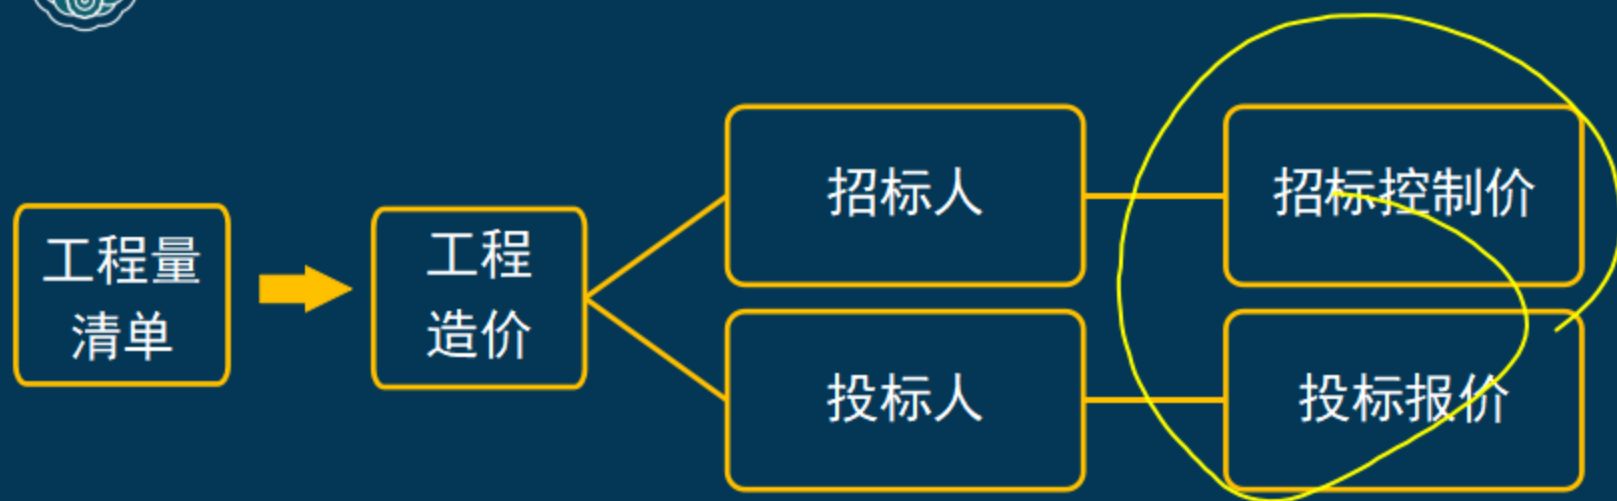 工程量
清单
工程
造价
招标人
招标控制价
投标人
投标报价